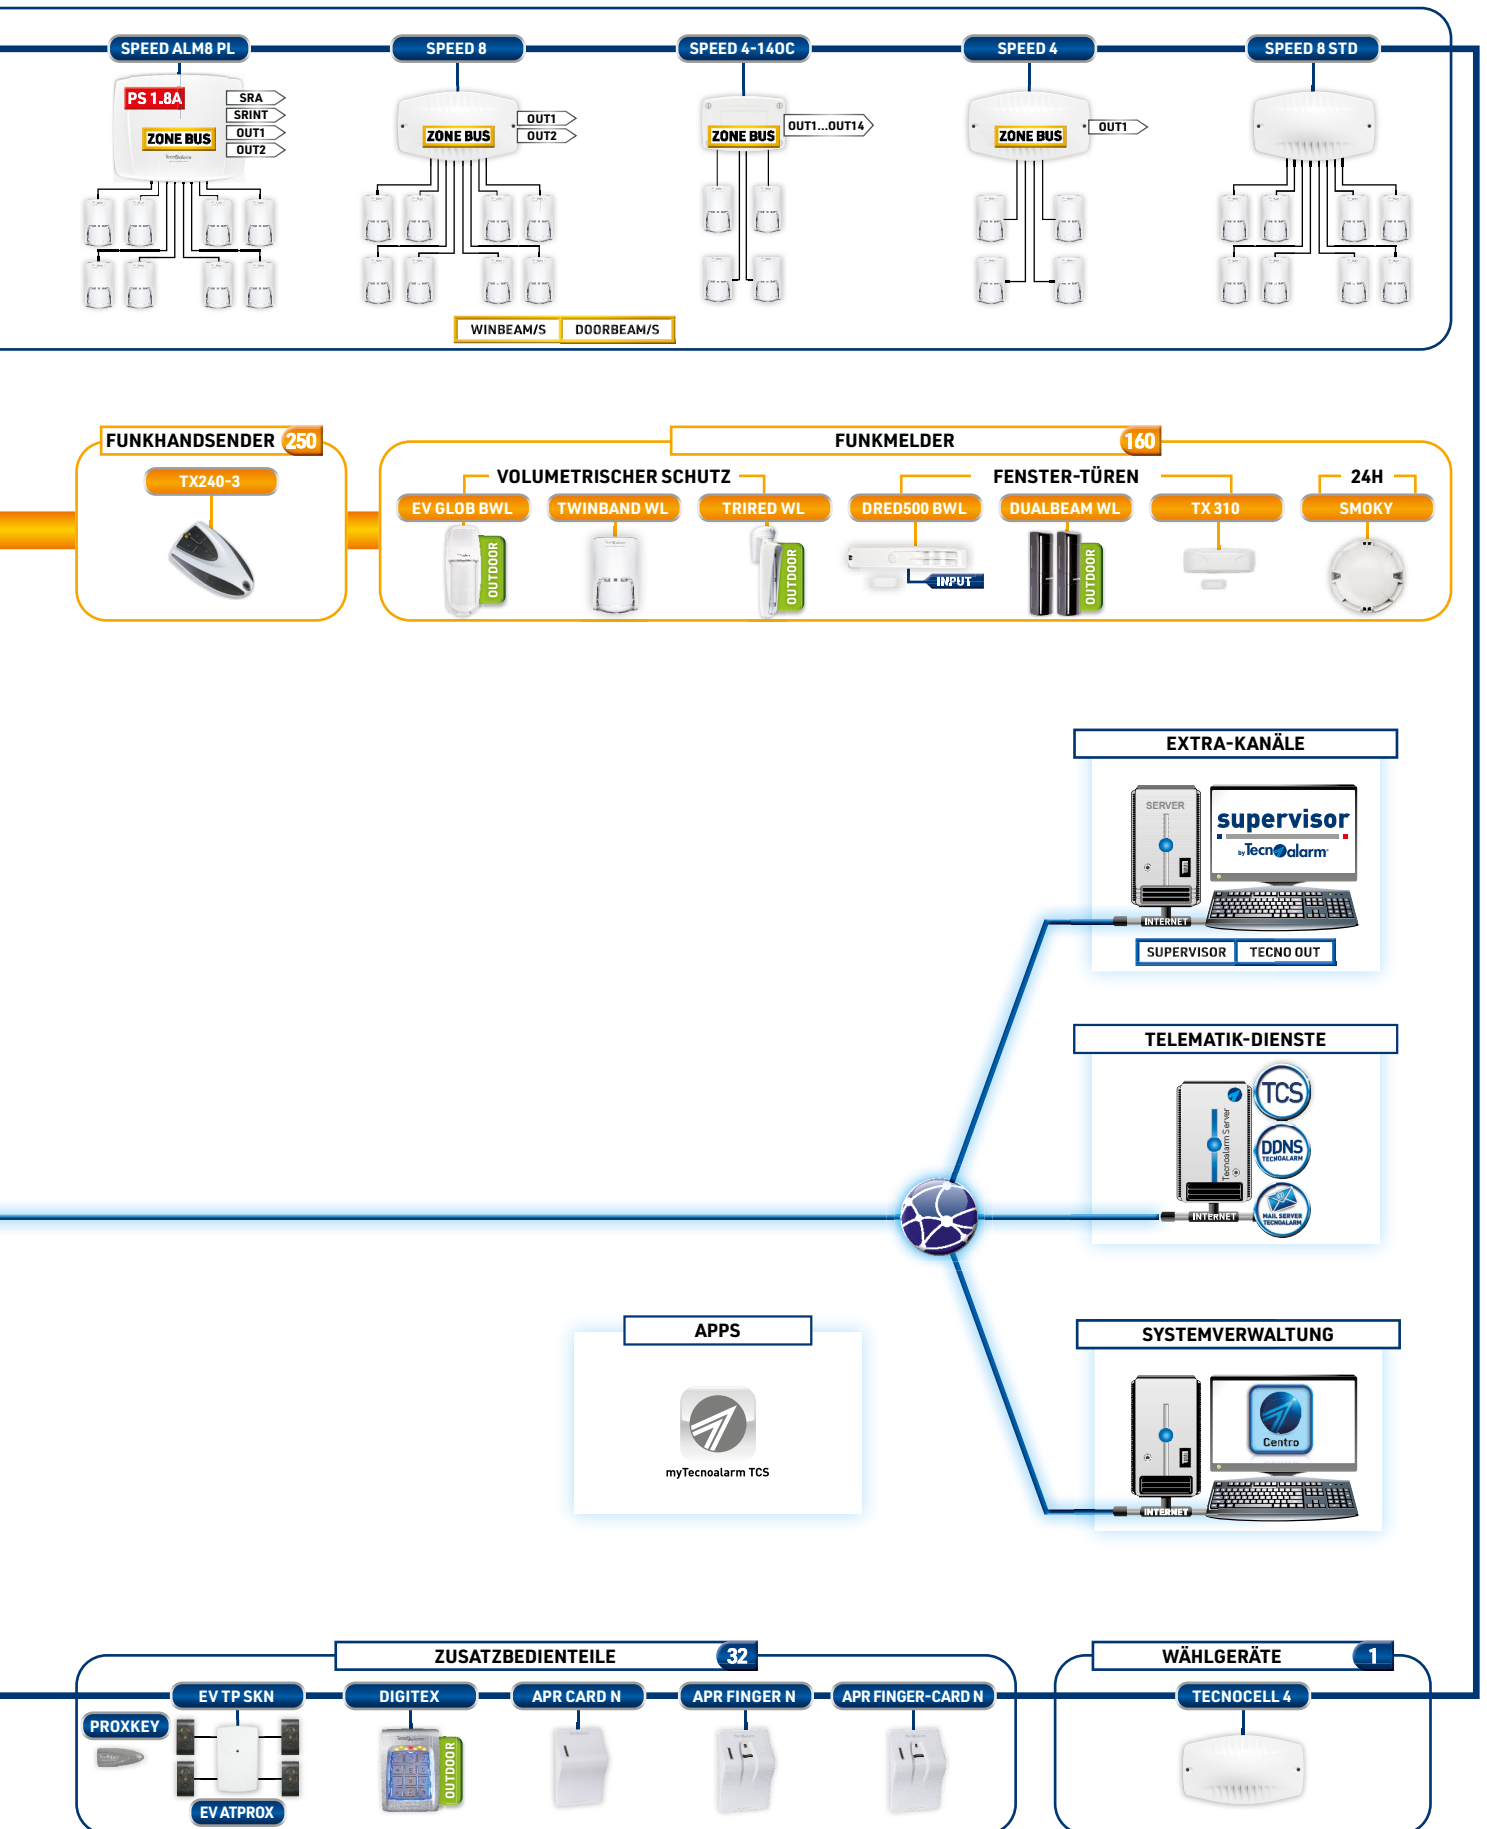 SPEED ALM8 PL
SPEED 8
SPEED 4-14OC
SPEED 4
SPEED 8 STD
PS 1.8A
ZONE BUS
SRA
SRINT
OUT1
OUT2
ZONE BUS
OUT1
OUT2
ZONE BUS
OUT1...OUT14
ZONE BUS
OUT1
WINBEAM/S
DOORBEAM/S
FUNKHANDSENDER 250
TX240-3
FUNKMELDER 160
VOLUMETRISCHER SCHUTZ
FENSTER-TÜREN
24H
EV GLOB BWL
TWINBAND WL
TRIRED WL
DRED500 BWL
DUALBEAM WL
TX 310
SMOKY
OUTDOOR
OUTDOOR
INPUT
OUTDOOR
EXTRA-KANÄLE
SERVER
supervisor
by Tecnoalarm
INTERNET
SUPERVISOR
TECNO OUT
TELEMATIK-DIENSTE
Tecnoalarm Server
TCS
DDNS
TECNOALARM
MAIL SERVER
TECNOALARM
INTERNET
APPS
myTecnoalarm TCS
SYSTEMVERWALTUNG
Centro
INTERNET
ZUSATZBEDIENTEILE 32
WÄHLGERÄTE 1
EV TP SKN
DIGITEX
APR CARD N
APR FINGER N
APR FINGER-CARD N
TECNOCELL 4
PROXKEY
OUTDOOR
EV ATPROX